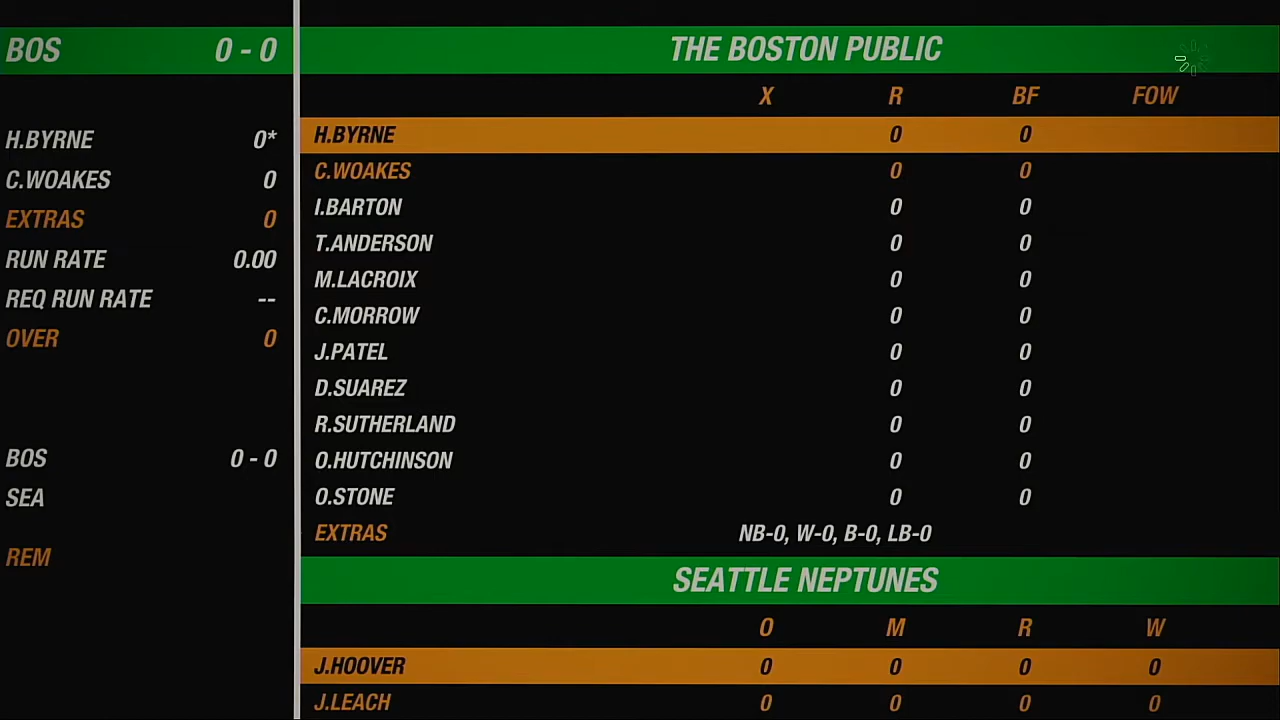 BOS 0 - 0
H.BYRNE 0*
C.WOAKES 0
EXTRAS 0
RUN RATE 0.00
REQ RUN RATE --
OVER 0
BOS 0 - 0
SEA
REM
THE BOSTON PUBLIC
X R BF FOW
H.BYRNE 0 0
C.WOAKES 0 0
I.BARTON 0 0
T.ANDERSON 0 0
M.LACROIX 0 0
C.MORROW 0 0
J.PATEL 0 0
D.SUAREZ 0 0
R.SUTHERLAND 0 0
O.HUTCHINSON 0 0
O.STONE 0 0
EXTRAS NB-0, W-0, B-0, LB-0
SEATTLE NEPTUNES
O M R W
J.HOOVER 0 0 0 0
J.LEACH 0 0 0 0